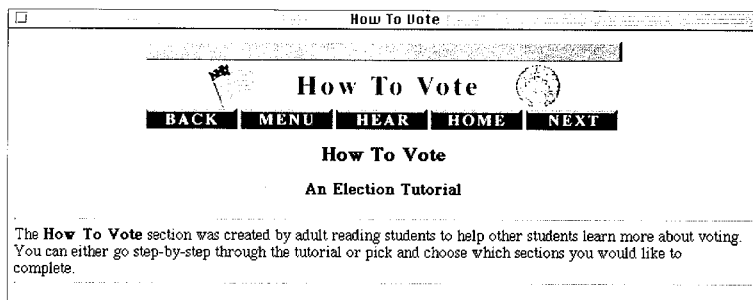 How To Vote
How To Vote
BACK MENU HEAR HOME NEXT
How To Vote
An Election Tutorial
The How To Vote section was created by adult reading students to help other students learn more about voting.
You can either go step-by-step through the tutorial or pick and choose which sections you would like to
complete.